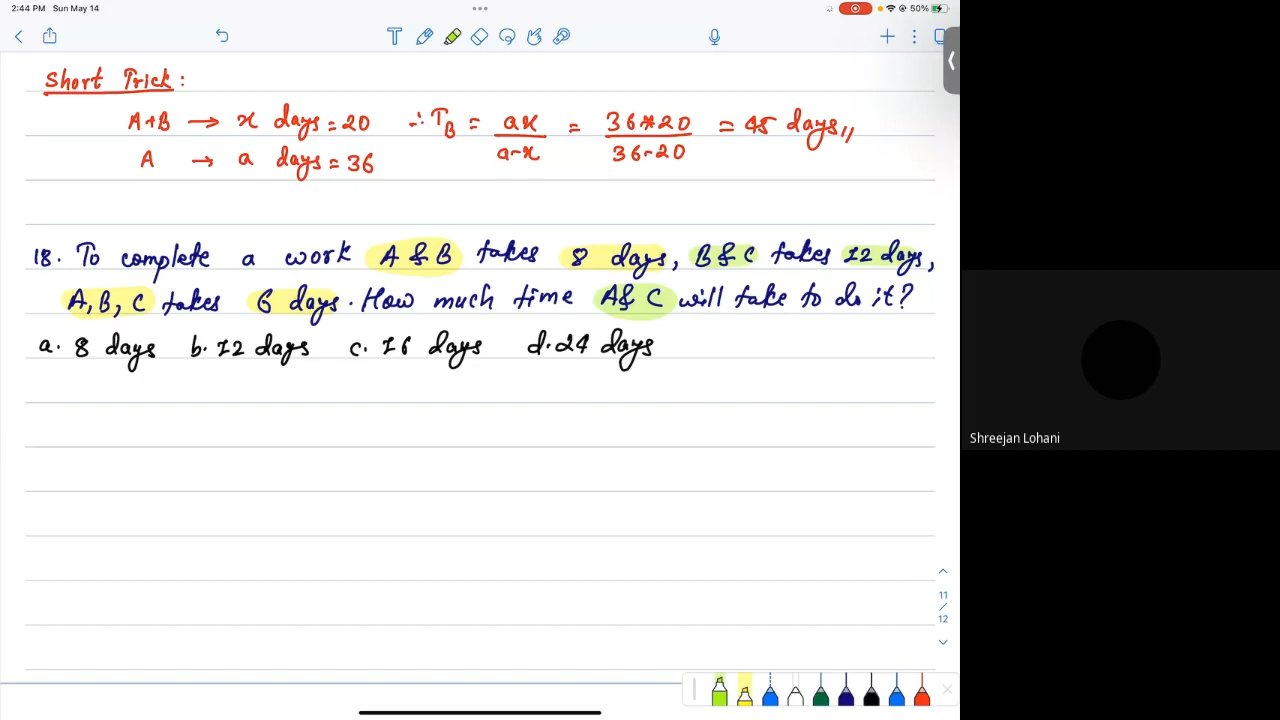 2:44 PM Sun May 14
50%
Short Trick:
A+B → x days = 20 ∴ T_B = ax/a-x = 36*20/36-20 = 45 days,,
A → a days = 36
18. To complete a work A & B takes 8 days, B & C takes 12 days,
A, B, C takes 6 days. How much time A & C will take to do it?
a. 8 days b. 12 days c. 16 days d. 24 days
Shreejan Lohani
11
/
12